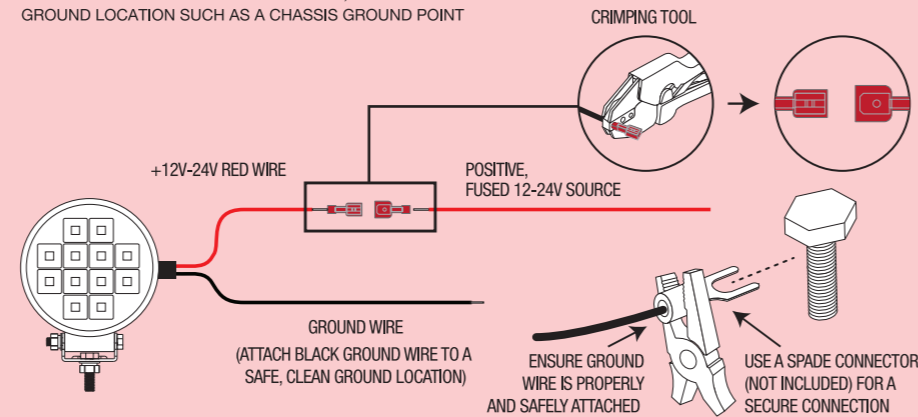 GROUND LOCATION SUCH AS A CHASSIS GROUND POINT
CRIMPING TOOL
+12V-24V RED WIRE
POSITIVE,
FUSED 12-24V SOURCE
GROUND WIRE
(ATTACH BLACK GROUND WIRE TO A
SAFE, CLEAN GROUND LOCATION)
ENSURE GROUND
WIRE IS PROPERLY
AND SAFELY ATTACHED
USE A SPADE CONNECTOR
(NOT INCLUDED) FOR A
SECURE CONNECTION